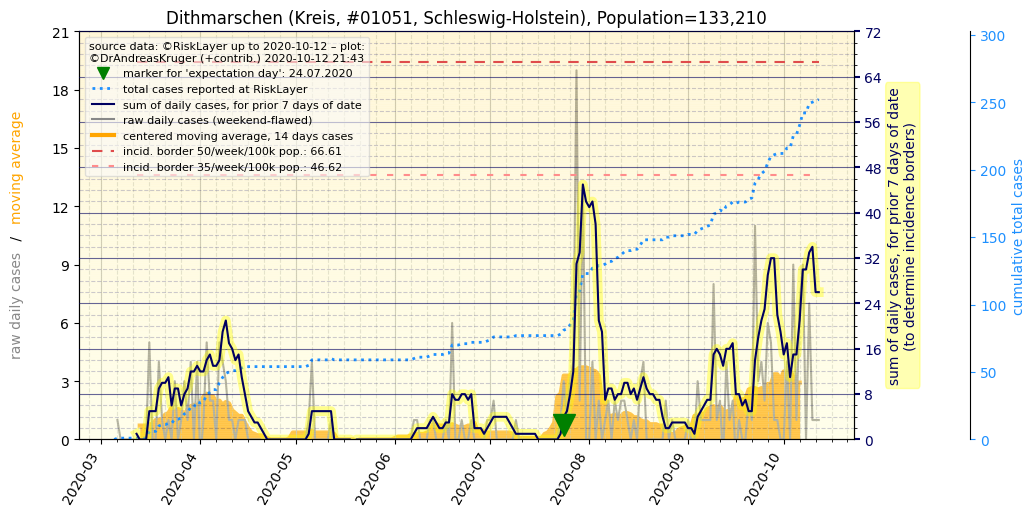 Dithmarschen (Kreis, #01051, Schleswig-Holstein), Population=133,210
source data: ©RiskLayer up to 2020-10-12 – plot:
©DrAndreasKruger (+contrib.) 2020-10-12 21:43
marker for 'expectation day': 24.07.2020
total cases reported at RiskLayer
sum of daily cases, for prior 7 days of date
raw daily cases (weekend-flawed)
centered moving average, 14 days cases
incid. border 50/week/100k pop.: 66.61
incid. border 35/week/100k pop.: 46.62
raw daily cases / moving average
21
18
15
12
9
6
3
0
2020-03
2020-04
2020-05
2020-06
2020-07
2020-08
2020-09
2020-10
72
64
56
48
40
32
24
16
8
0
sum of daily cases, for prior 7 days of date
(to determine incidence borders)
300
250
200
150
100
50
0
cumulative total cases